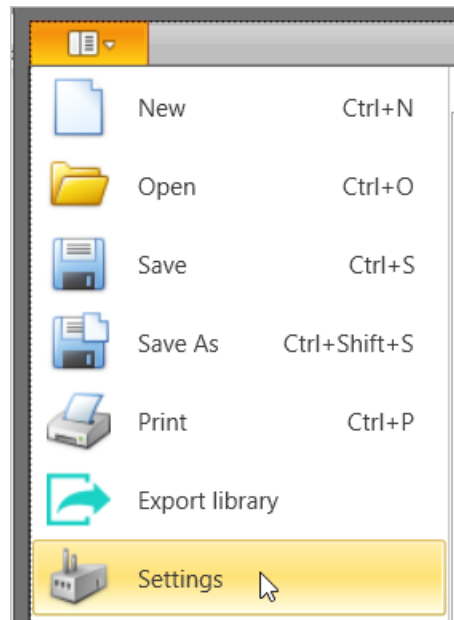 New Ctrl+N
Open Ctrl+O
Save Ctrl+S
Save As Ctrl+Shift+S
Print Ctrl+P
Export library
Settings